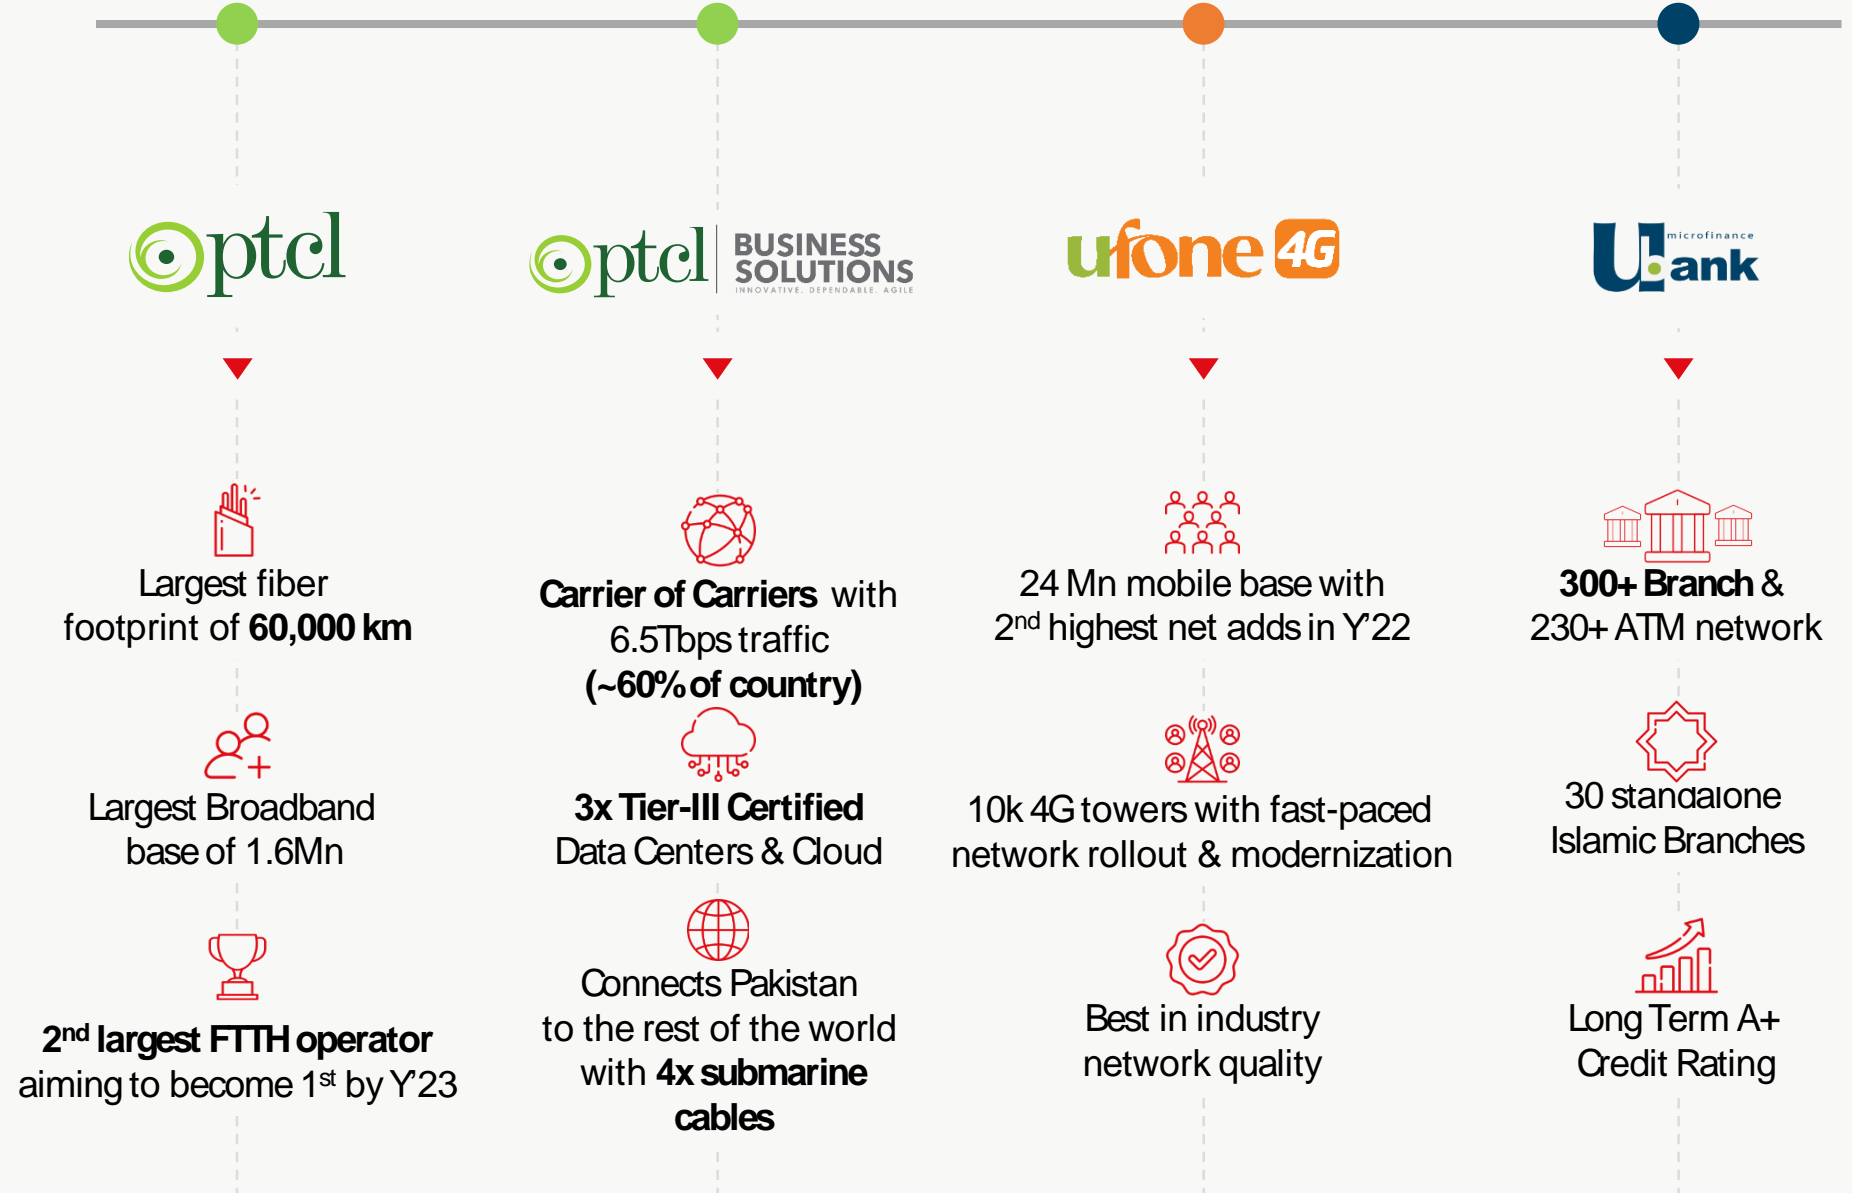 ptcl
Largest fiber
footprint of 60,000 km
Largest Broadband
base of 1.6Mn
2nd largest FTTH operator
aiming to become 1st by Y'23
ptcl
BUSINESS
SOLUTIONS
INNOVATIVE. DEPENDABLE. AGILE
Carrier of Carriers with
6.5Tbps traffic
(~60% of country)
3x Tier-III Certified
Data Centers & Cloud
Connects Pakistan
to the rest of the world
with 4x submarine
cables
ufone 4G
24 Mn mobile base with
2nd highest net adds in Y'22
10k 4G towers with fast-paced
network rollout & modernization
Best in industry
network quality
microfinance
U bank
300+ Branch &
230+ ATM network
30 standalone
Islamic Branches
Long Term A+
Credit Rating